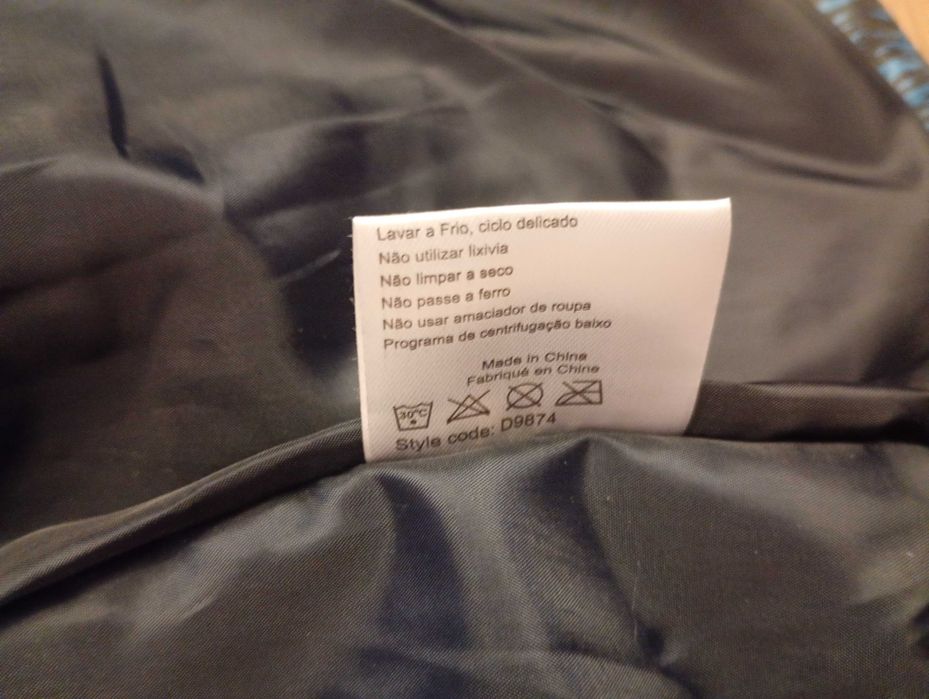 Lavar a Frio, ciclo delicado
Não utilizar lixivia
Não limpar a seco
Não passe a ferro
Não usar amaciador de roupa
Programa de centrifugação baixo
Made in China
Fabriqué en Chine
30°C
Style code: D9874